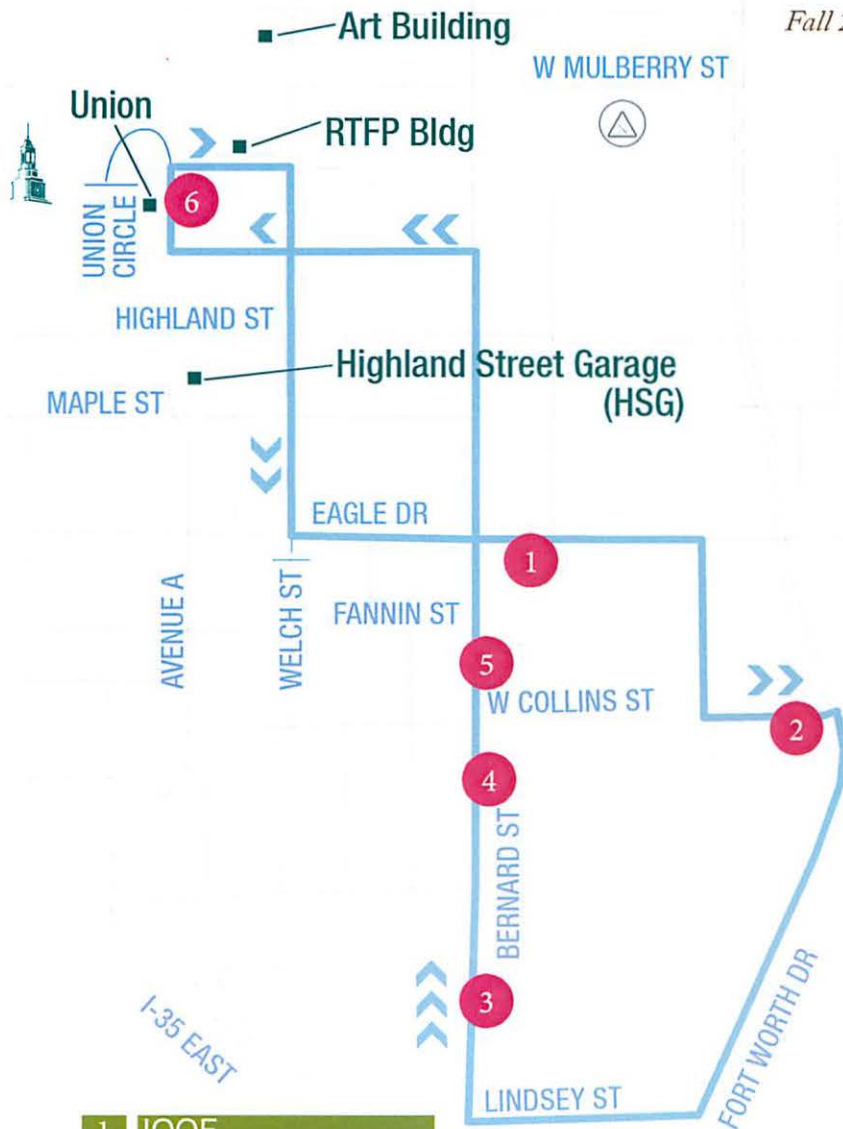 Fall 2
Art Building
W MULBERRY ST
Union
RTFP Bldg
6
UNION
CIRCLE
HIGHLAND ST
Highland Street Garage
(HSG)
MAPLE ST
EAGLE DR
1
AVENUE A
WELCH ST
FANNIN ST
5
W COLLINS ST
2
4
BERNARD ST
3
I-35 EAST
FORT WORTH DR
LINDSEY ST
1 IOOF